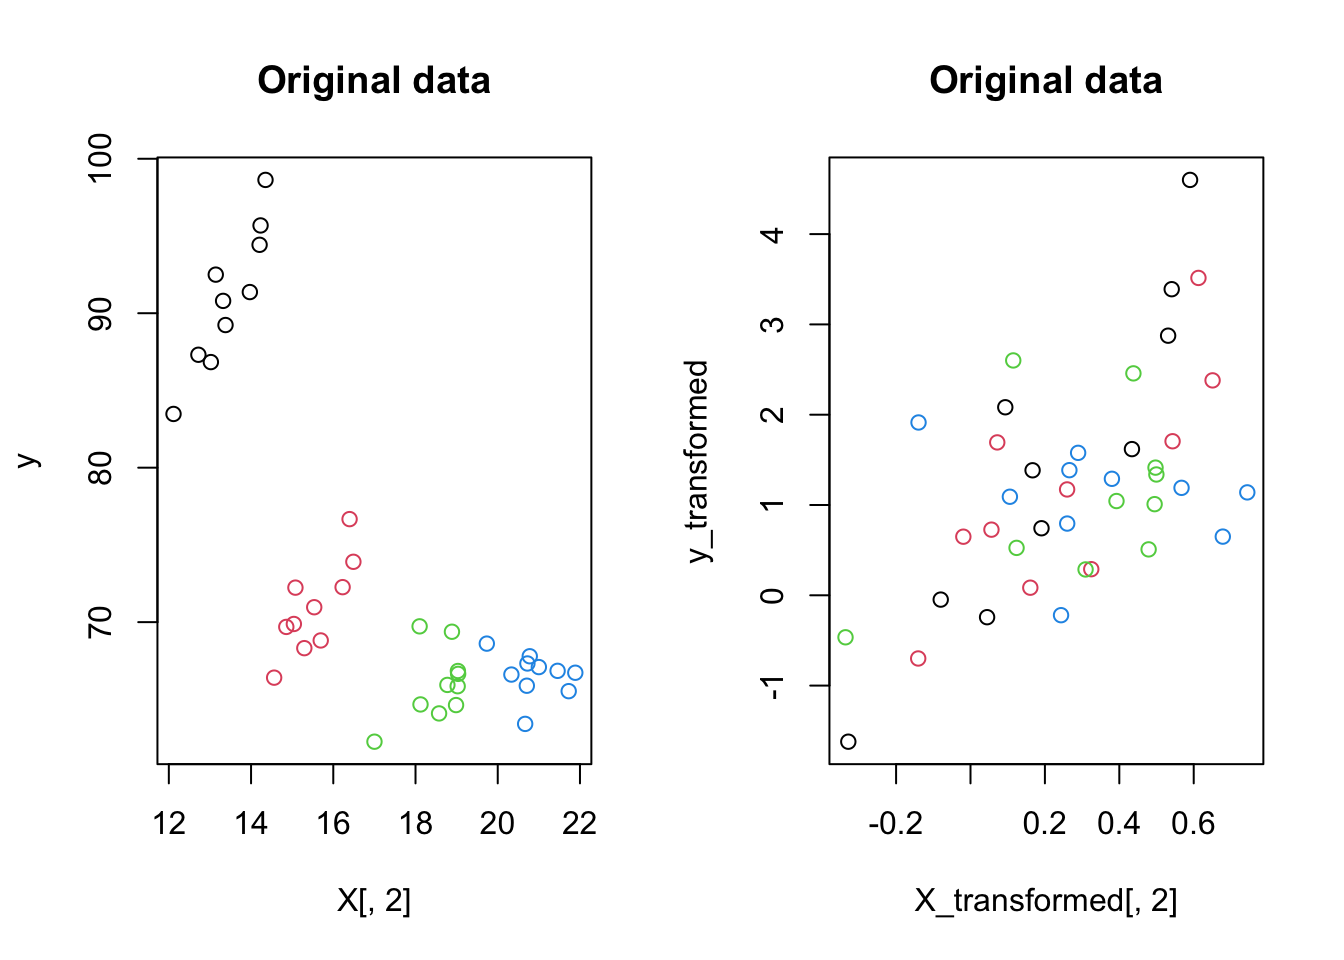 Original data
y
100
90
80
70
12 14 16 18 20 22
X[, 2]
Original data
y_transformed
4
3
2
1
0
-1
-0.2 0.2 0.4 0.6
X_transformed[, 2]